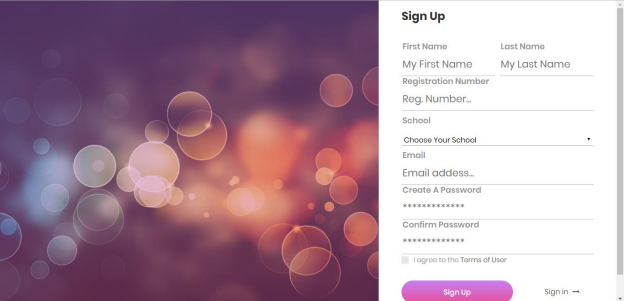 Sign Up
First Name Last Name
My First Name My Last Name
Registration Number
Reg. Number...
School
Choose Your School
Email
Email addess...
Create A Password
*************
Confirm Password
*************
I agree to the Terms of User
Sign Up Sign in →